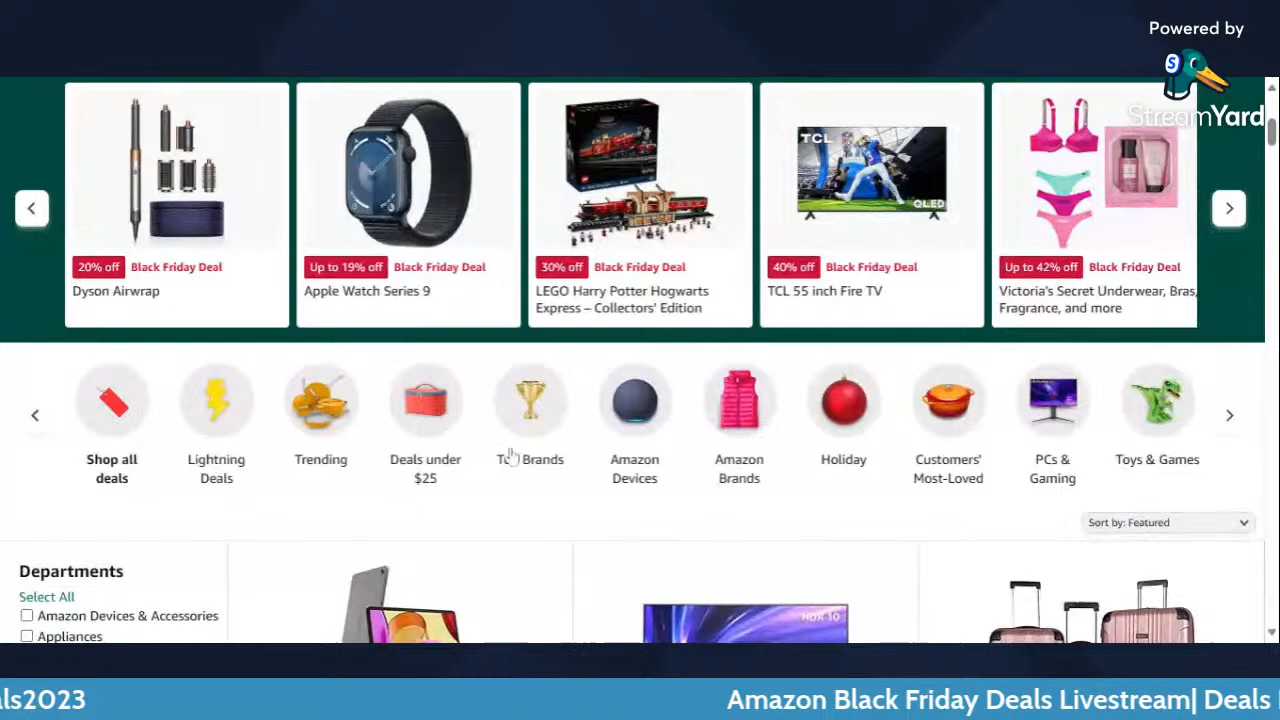 Powered by
StreamYard
TCL
QLED
20% off Black Friday Deal
Dyson Airwrap
Up to 19% off Black Friday Deal
Apple Watch Series 9
30% off Black Friday Deal
LEGO Harry Potter Hogwarts
Express – Collectors' Edition
40% off Black Friday Deal
TCL 55 inch Fire TV
Up to 42% off Black Friday Deal
Victoria's Secret Underwear, Bras,
Fragrance, and more
Shop all
deals
Lightning
Deals
Trending
Deals under
$25
Top Brands
Amazon
Devices
Amazon
Brands
Holiday
Customers'
Most-Loved
PCs &
Gaming
Toys & Games
Sort by: Featured
Departments
Select All
Amazon Devices & Accessories
Appliances
HDR 10
als2023
Amazon Black Friday Deals Livestream| Deals